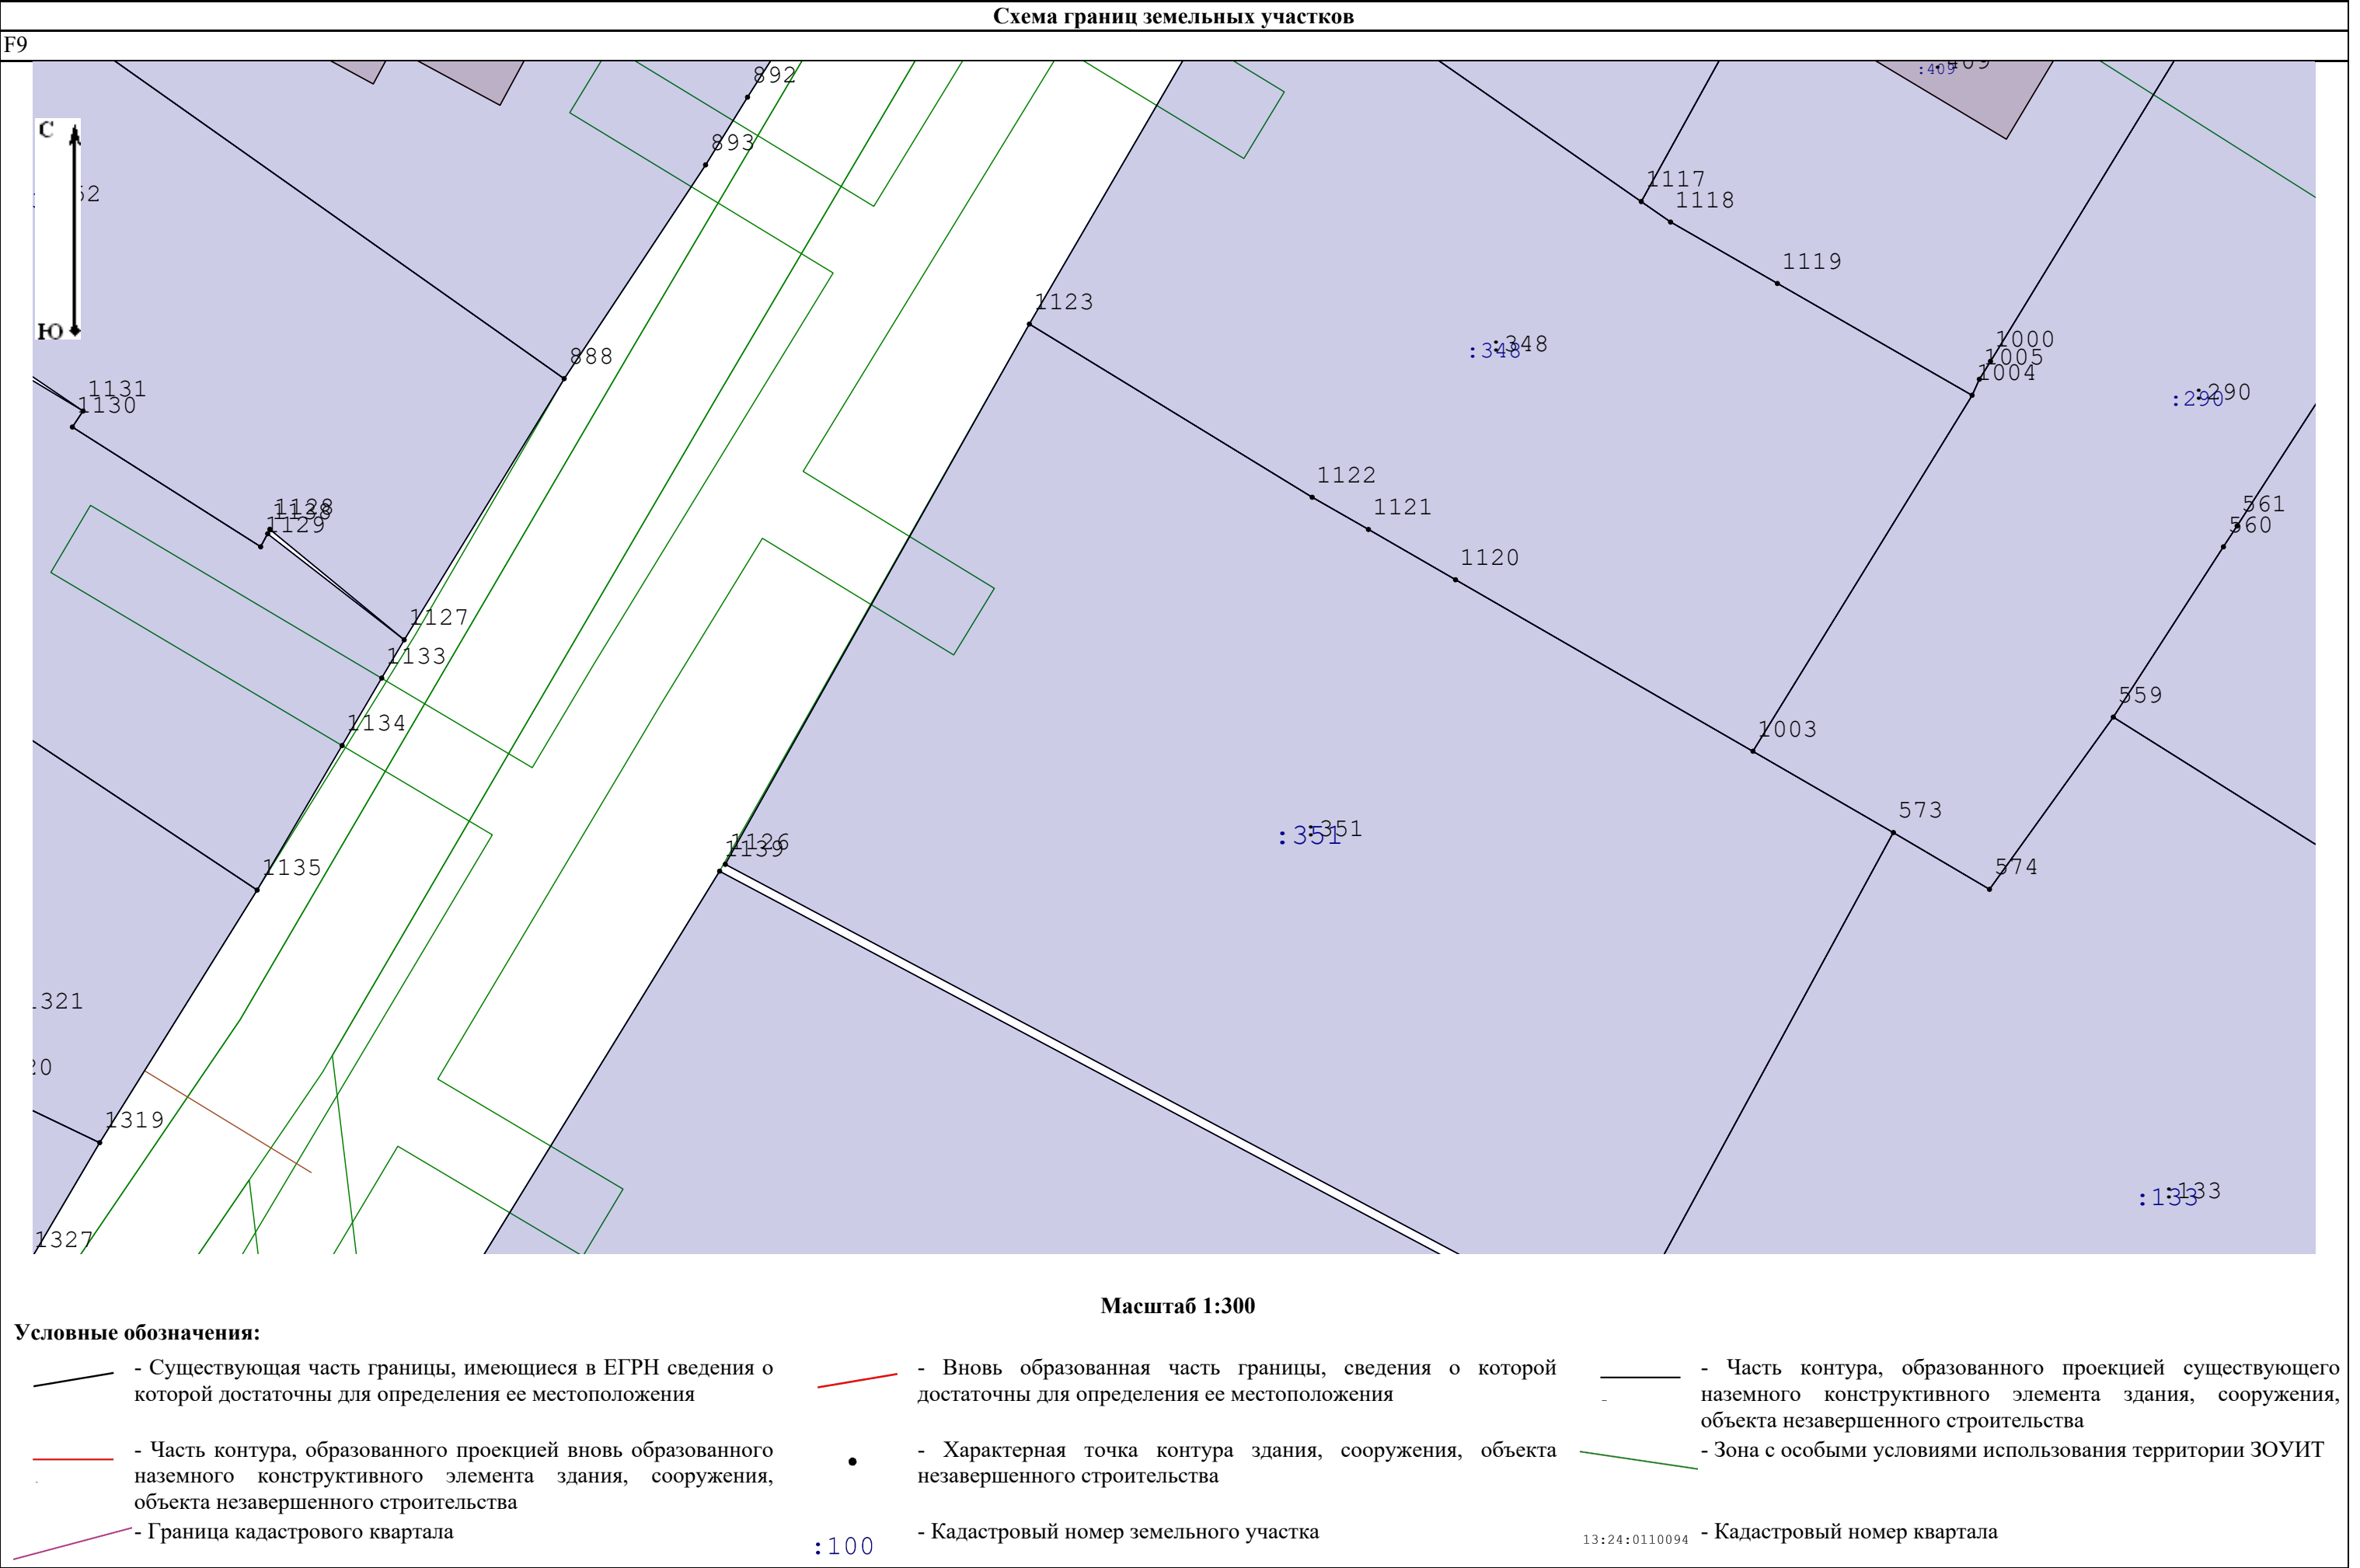 Схема границ земельных участков
F9
892
:409
893
С
1117
1118
1119
1123
Ю
888
:348
:348
1000
1005
1004
1131
1130
:290
:290
1122
1121
561
560
1128
1138
1129
1120
1127
1133
559
1134
1003
573
1126
1139
:351
:351
1135
574
1319
:133
:133
1327
Масштаб 1:300
Условные обозначения:
- Существующая часть границы, имеющиеся в ЕГРН сведения о
которой достаточны для определения ее местоположения
- Вновь образованная часть границы, сведения о которой
достаточны для определения ее местоположения
- Часть контура, образованного проекцией существующего
наземного конструктивного элемента здания, сооружения,
объекта незавершенного строительства
- Часть контура, образованного проекцией вновь образованного
наземного конструктивного элемента здания, сооружения,
объекта незавершенного строительства
- Характерная точка контура здания, сооружения, объекта
незавершенного строительства
- Зона с особыми условиями использования территории ЗОУИТ
- Граница кадастрового квартала
:100
- Кадастровый номер земельного участка
13:24:0110094
- Кадастровый номер квартала